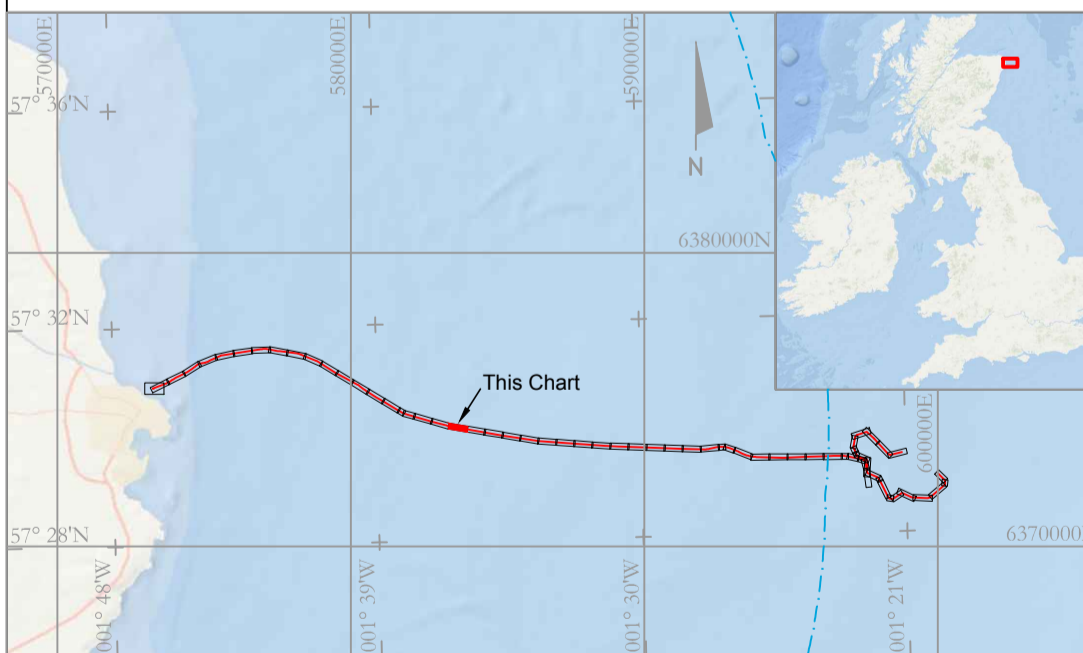 570000E
580000E
590000E
57° 36'N
N
6380000N
57° 32'N
This Chart
600000E
57° 28'N
6370000
001° 48'W
001° 39'W
001° 30'W
001° 21'W